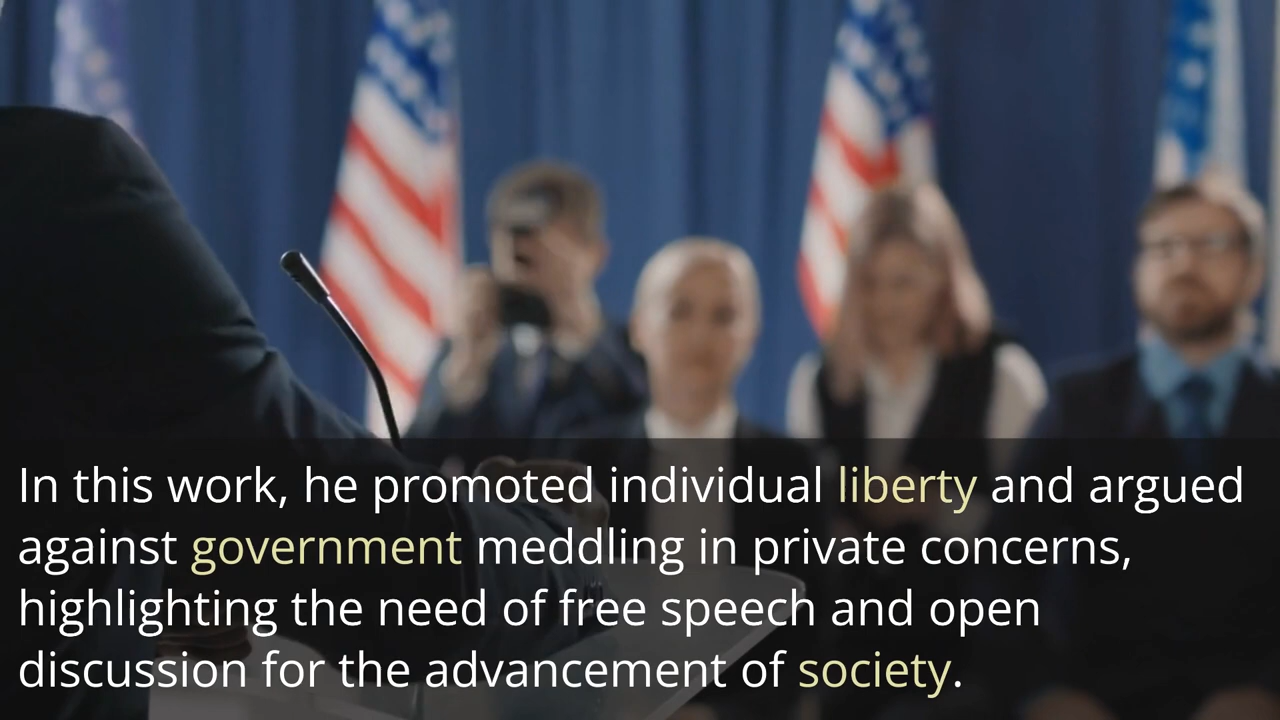 In this work, he promoted individual liberty and argued
against government meddling in private concerns,
highlighting the need of free speech and open
discussion for the advancement of society.